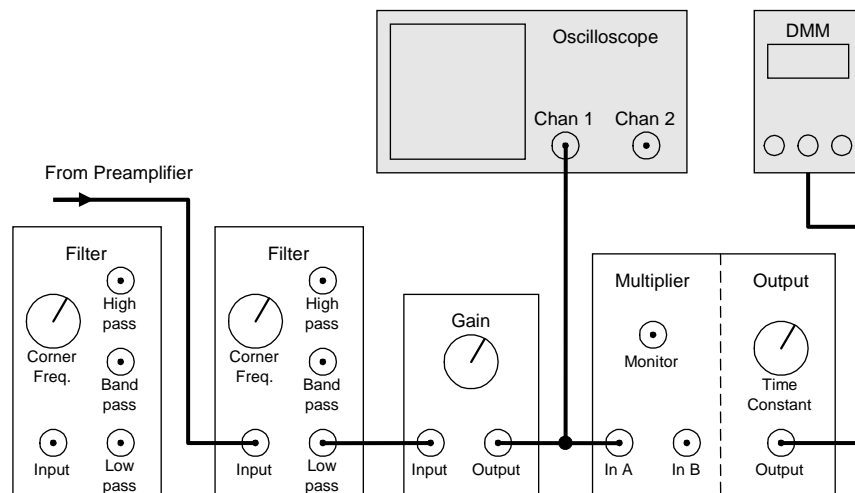 Oscilloscope
DMM
Chan 1
Chan 2
From Preamplifier
Filter
High
pass
Corner
Freq.
Band
pass
Input
Low
pass
Filter
High
pass
Corner
Freq.
Band
pass
Input
Low
pass
Gain
Input
Output
Multiplier
Monitor
In A
In B
Output
Time
Constant
Output